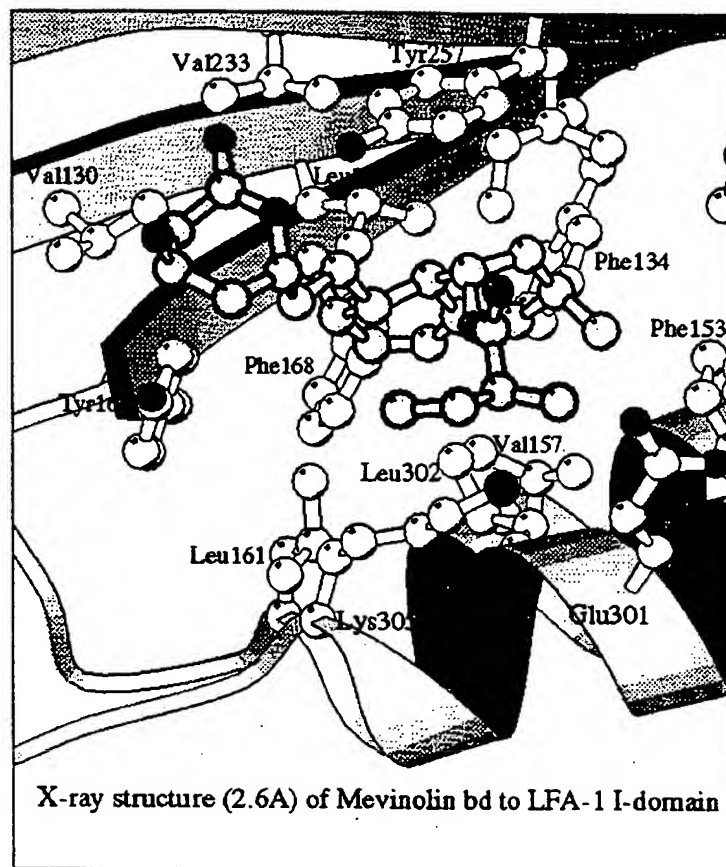 Val233
Tyr257
Val130
Phe134
Phe153
Phe168
Val157
Leu302
Leu161
Glu301
X-ray structure (2.6A) of Mevinolin bd to LFA-1 I-domain